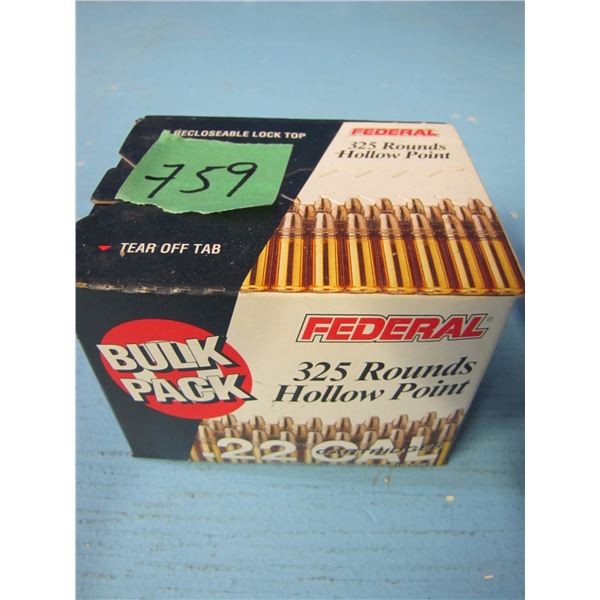 RECLOSEABLE LOCK TOP
FEDERAL
325 Rounds
Hollow Point
759
TEAR OFF TAB
FEDERAL®
BULK
PACK
325 Rounds
Hollow Point
.22 CAL
CARTRIDGES